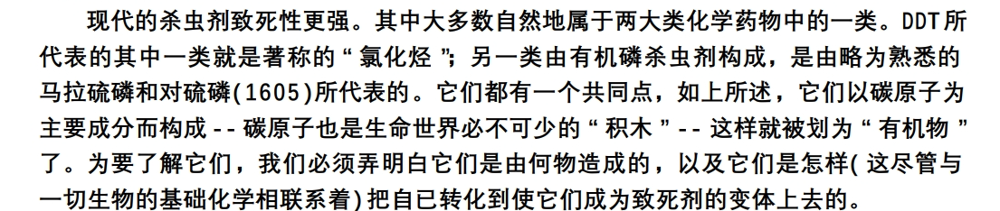 现代的杀虫剂致死性更强。其中大多数自然地属于两大类化学药物中的一类。DDT所
代表的其中一类就是著称的“氯化烃”；另一类由有机磷杀虫剂构成，是由略为熟悉的
马拉硫磷和对硫磷(1605)所代表的。它们都有一个共同点，如上所述，它们以碳原子为
主要成分而构成--碳原子也是生命世界必不可少的“积木”--这样就被划为“有机物”
了。为要了解它们，我们必须弄明白它们是由何物造成的，以及它们是怎样(这尽管与
一切生物的基础化学相联系着)把自已转化到使它们成为致死剂的变体上去的。